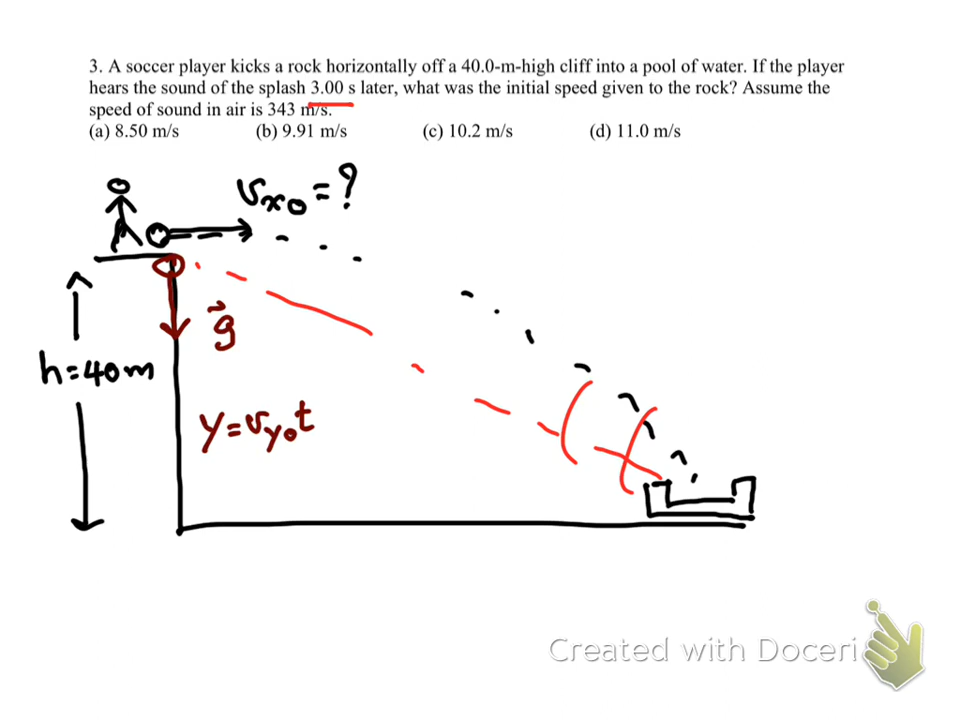 3. A soccer player kicks a rock horizontally off a 40.0-m-high cliff into a pool of water. If the player
hears the sound of the splash 3.00 s later, what was the initial speed given to the rock? Assume the
speed of sound in air is 343 m/s.
(a) 8.50 m/s (b) 9.91 m/s (c) 10.2 m/s (d) 11.0 m/s
vx0 = ?
g
h=40m
y=vy0t
Created with Doceri